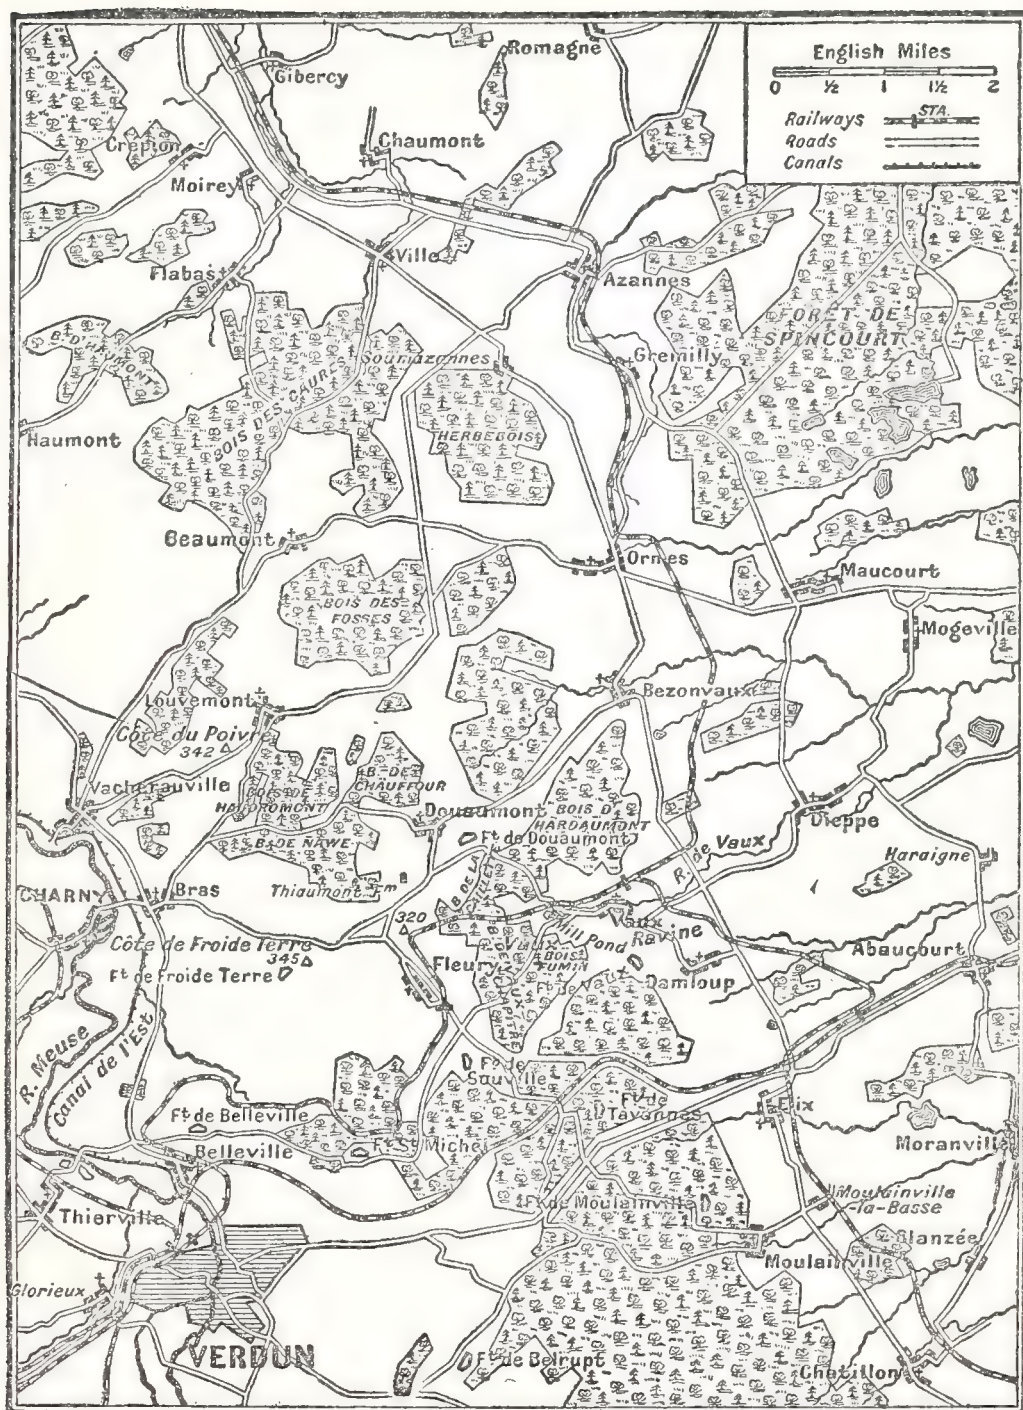 Romagne
Gibercy
English Miles
0 ½ 1 1½ 2
Railways STA.
Roads
Canals
Crépion
Chaumont
Moirey
Flabas
Ville
Azannes
FORÊT DE
SPINCOURT
B. D'HAUMONT
Soumazannes
Gremilly
BOIS DES CAURES
HERBEBOIS
Haumont
Beaumont
Ornes
Maucourt
BOIS DES
FOSSES
Mogeville
Bezonvaux
Louvemont
Côte du Poivre
342
Vacherauville
BOIS DE
HAUDROMONT
B. DE
CHAUFFOUR
Douaumont
BOIS D'
HARDAUMONT
Dieppe
Ft. de Douaumont
B. DE NAWE
R. de Vaux
Haraigne
Thiaumont Fm
B. DE LA
CAILLETTE
CHARNY
Bras
320
Vaux
Ravine
Mill Pond
Côte de Froide Terre
345
Ft. de Froide Terre
Fleury
BOIS
FUMIN
Abaucourt
Damloup
R. Meuse
Canal de l'Est
Ft. de
Souville
Ft. de
Tavannes
Eix
Ft. de Belleville
Ft. St. Michel
Belleville
Moranville
Ft. de Moulainville
Moulainville
-la-Basse
Thierville
Blanzée
Moulainville
Glorieux
VERDUN
Ft. de Belrupt
Chatillon